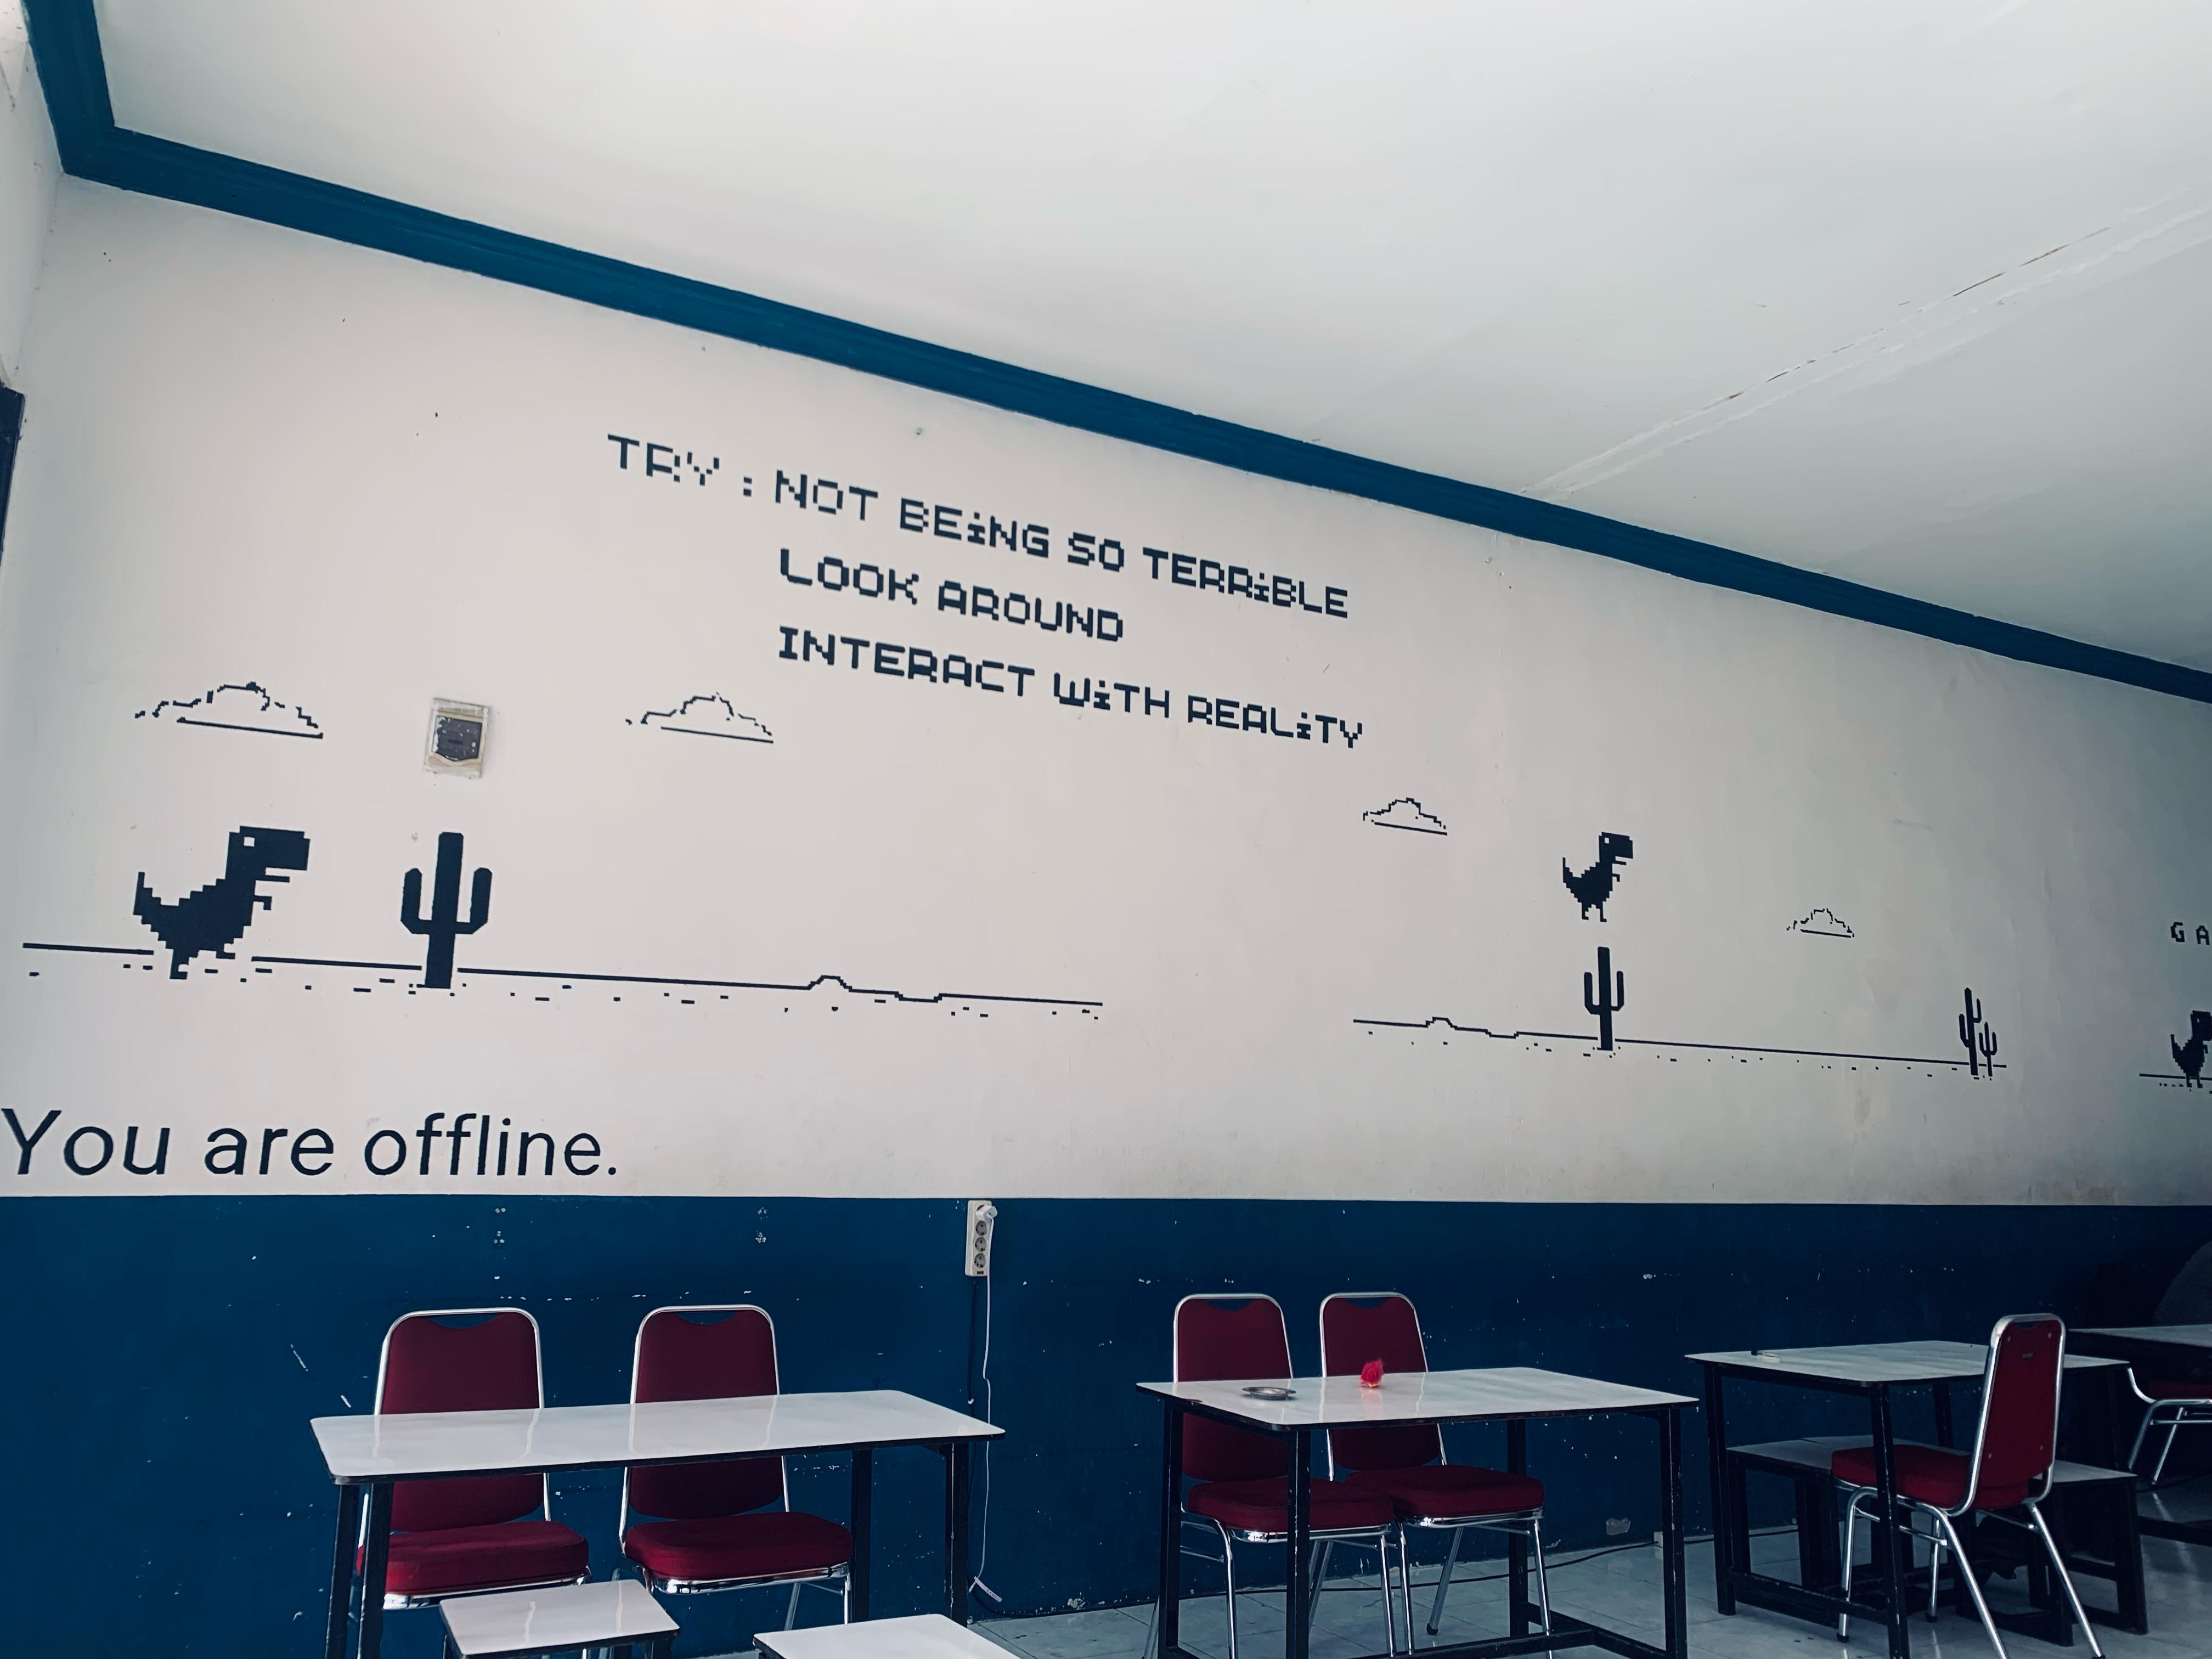 TRY : NOT BEiNG SO TERRiBLE
LOOK AROUND
INTERACT WiTH REALiTY
G A
You are offline.